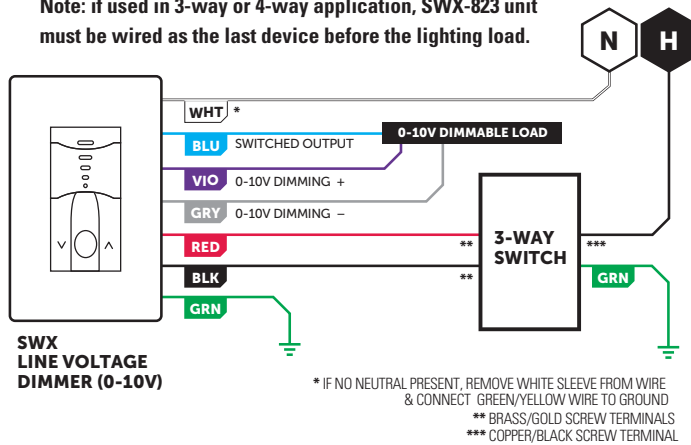 Note: if used in 3-way or 4-way application, SWX-823 unit
must be wired as the last device before the lighting load.
N
H
WHT *
BLU SWITCHED OUTPUT
0-10V DIMMABLE LOAD
VIO 0-10V DIMMING +
GRY 0-10V DIMMING –
RED
**
3-WAY
SWITCH
***
BLK
**
GRN
GRN
SWX
LINE VOLTAGE
DIMMER (0-10V)
* IF NO NEUTRAL PRESENT, REMOVE WHITE SLEEVE FROM WIRE
& CONNECT GREEN/YELLOW WIRE TO GROUND
** BRASS/GOLD SCREW TERMINALS
*** COPPER/BLACK SCREW TERMINAL